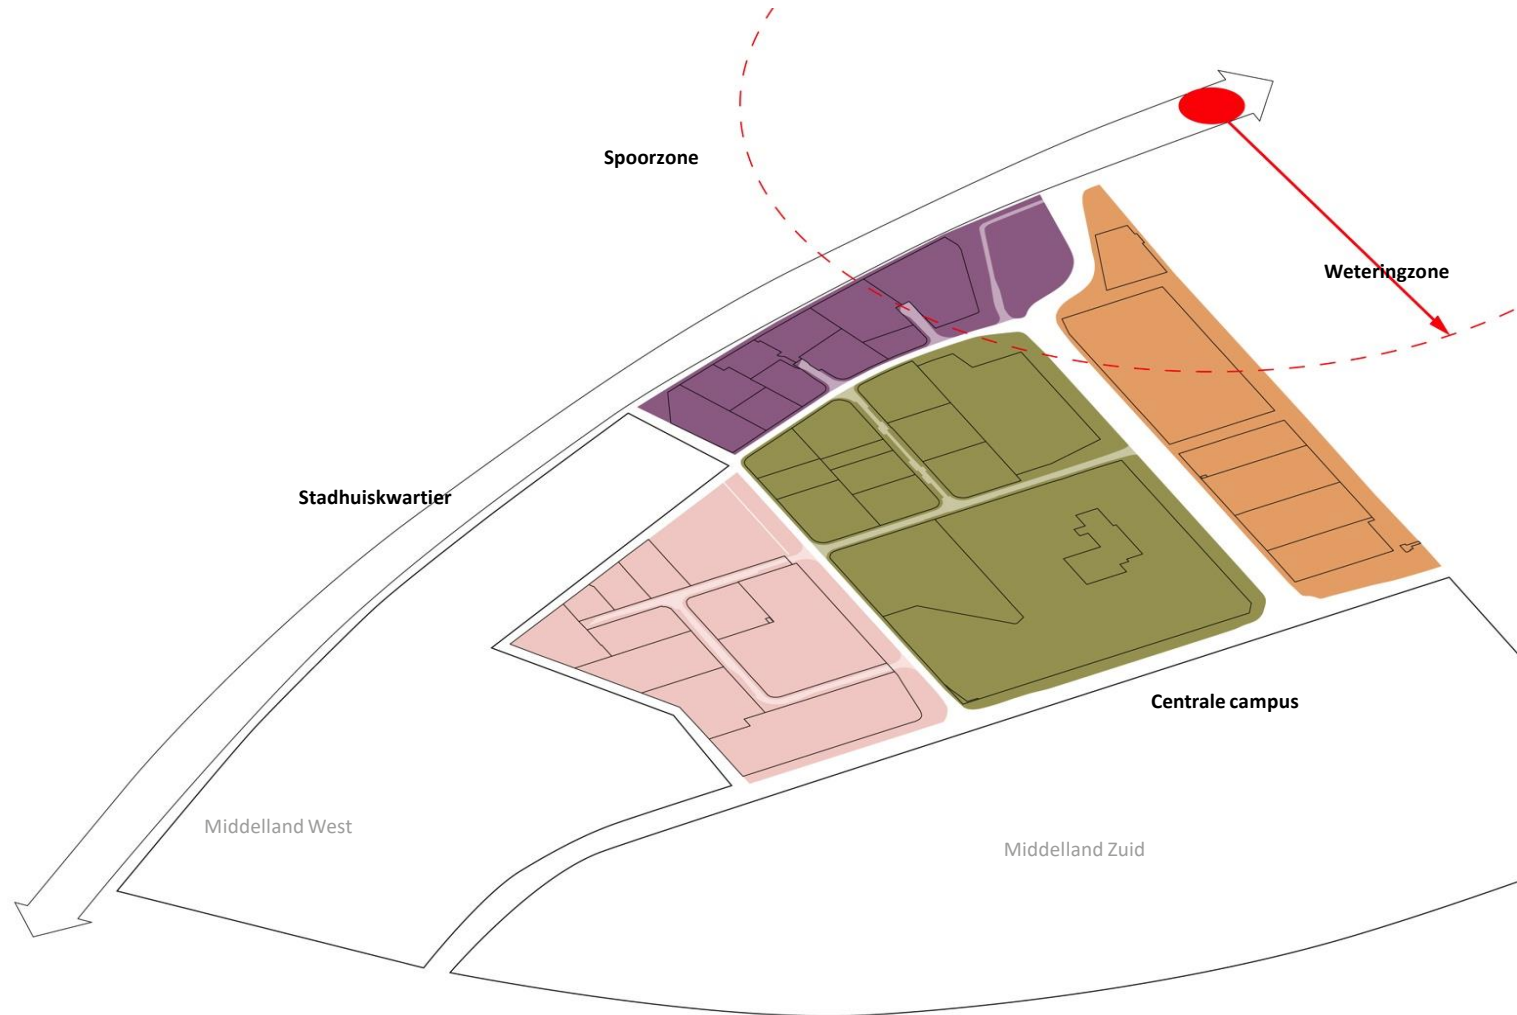 Spoorzone
Weteringzone
Stadhuiskwartier
Centrale campus
Middelland West
Middelland Zuid